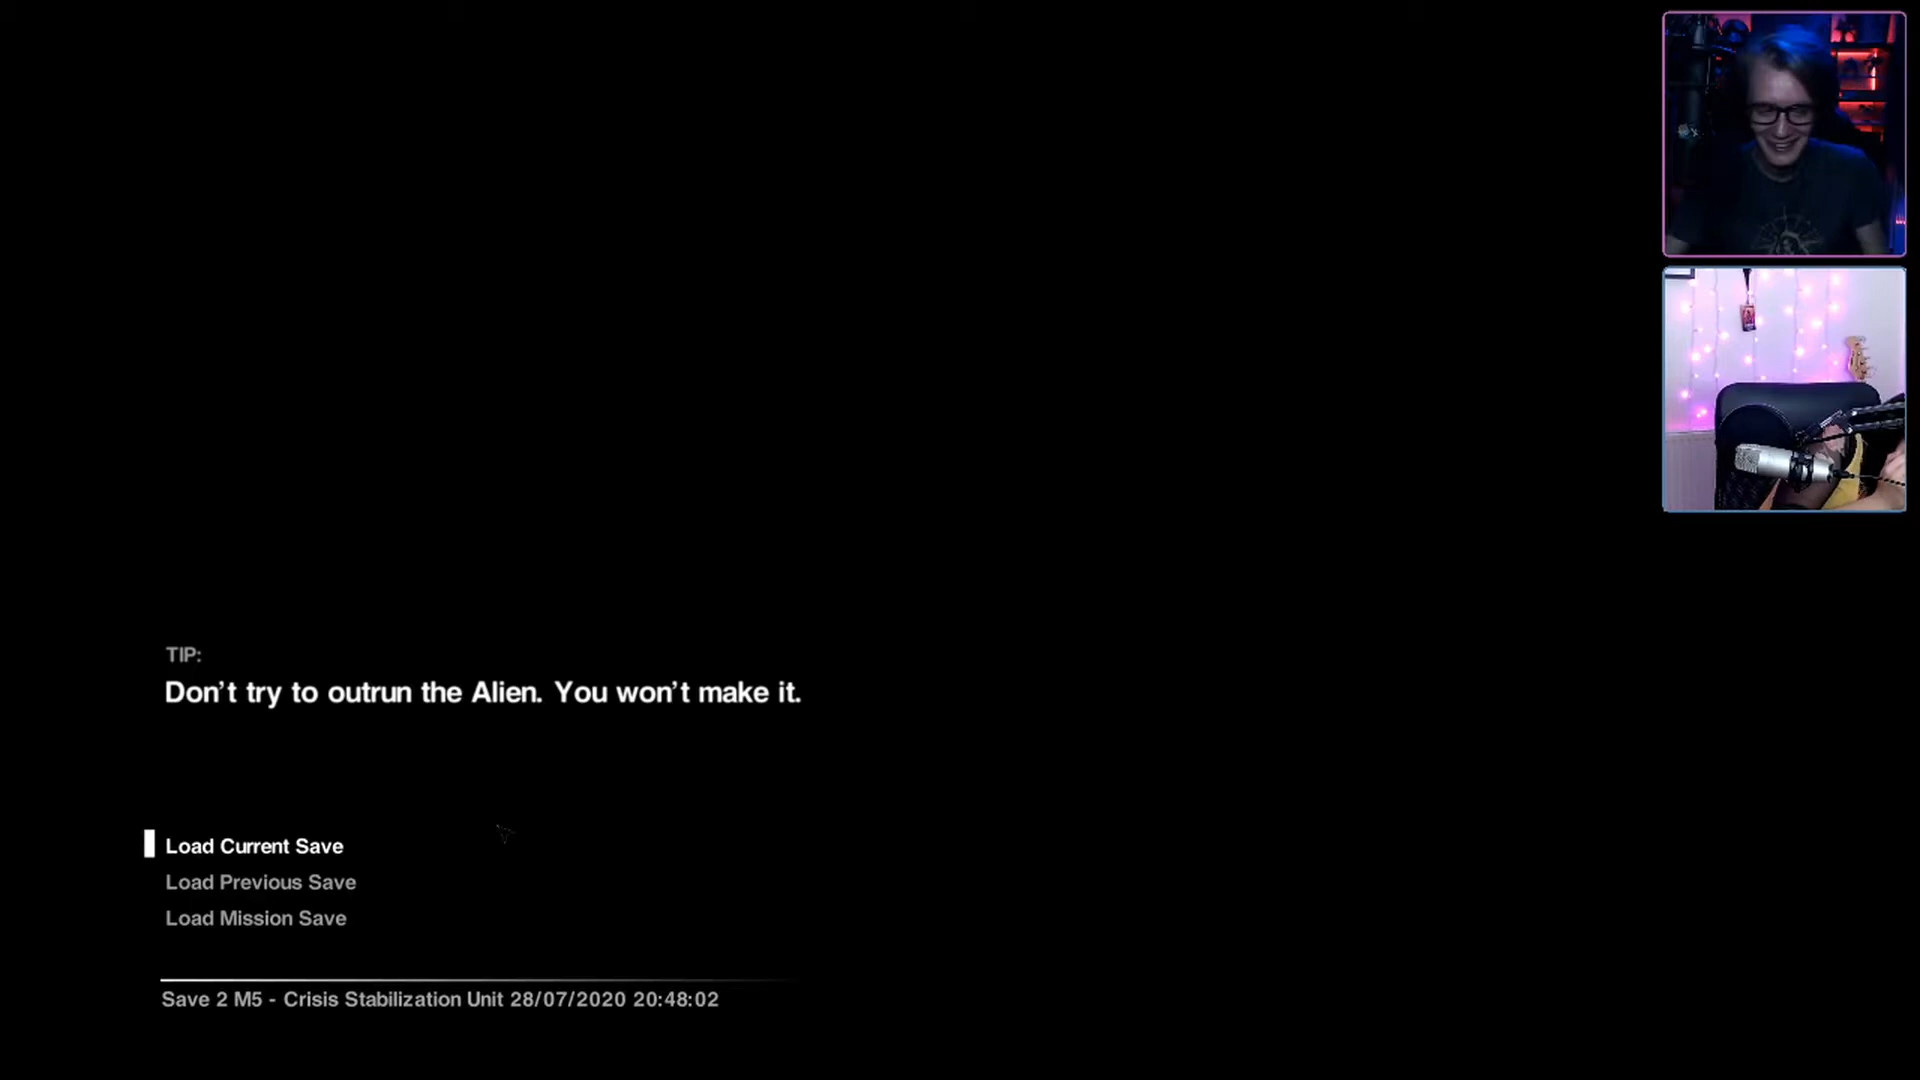 TIP:
Don't try to outrun the Alien. You won't make it.
Load Current Save
Load Previous Save
Load Mission Save
Save 2 M5 - Crisis Stabilization Unit 28/07/2020 20:48:02